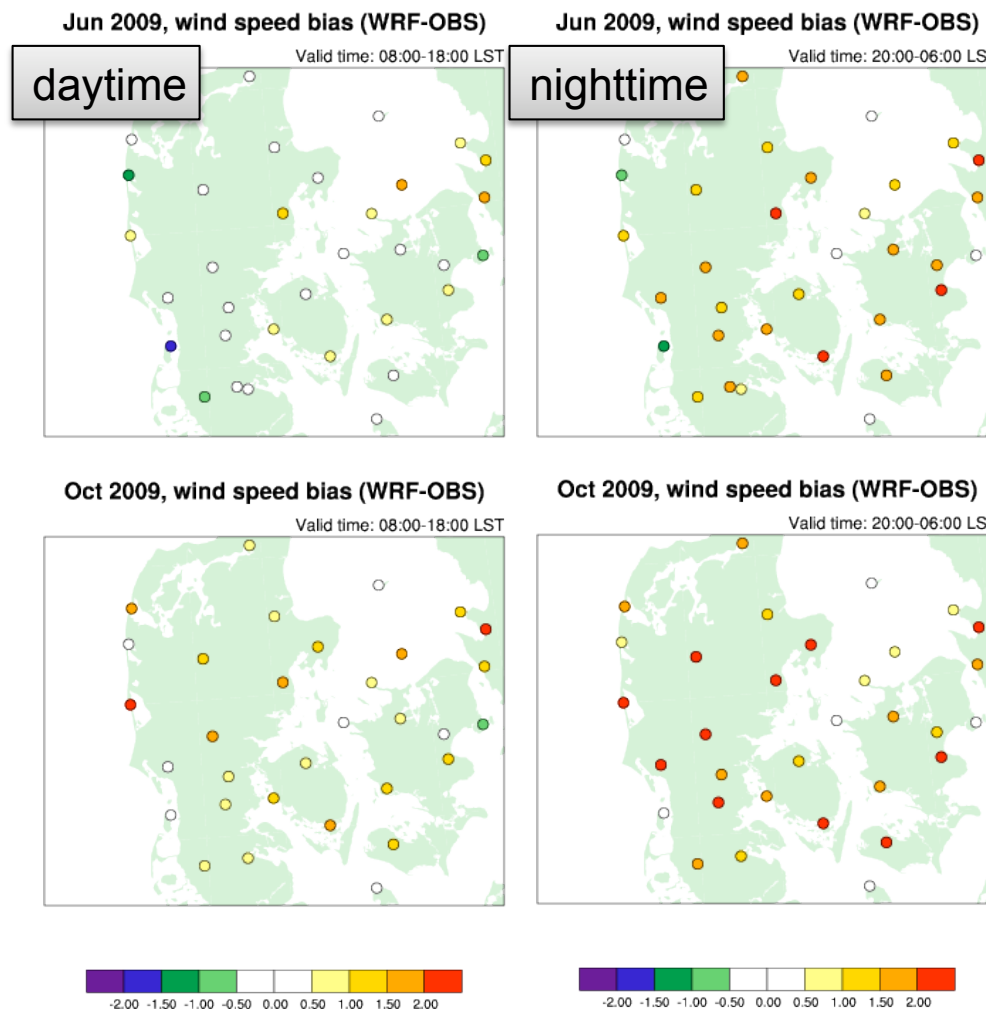 Jun 2009, wind speed bias (WRF-OBS)
Valid time: 08:00-18:00 LST
daytime
Jun 2009, wind speed bias (WRF-OBS)
Valid time: 20:00-06:00 LS
nighttime
Oct 2009, wind speed bias (WRF-OBS)
Valid time: 08:00-18:00 LST
Oct 2009, wind speed bias (WRF-OBS)
Valid time: 20:00-06:00 LS
-2.00 -1.50 -1.00 -0.50 0.00 0.50 1.00 1.50 2.00
-2.00 -1.50 -1.00 -0.50 0.00 0.50 1.00 1.50 2.00